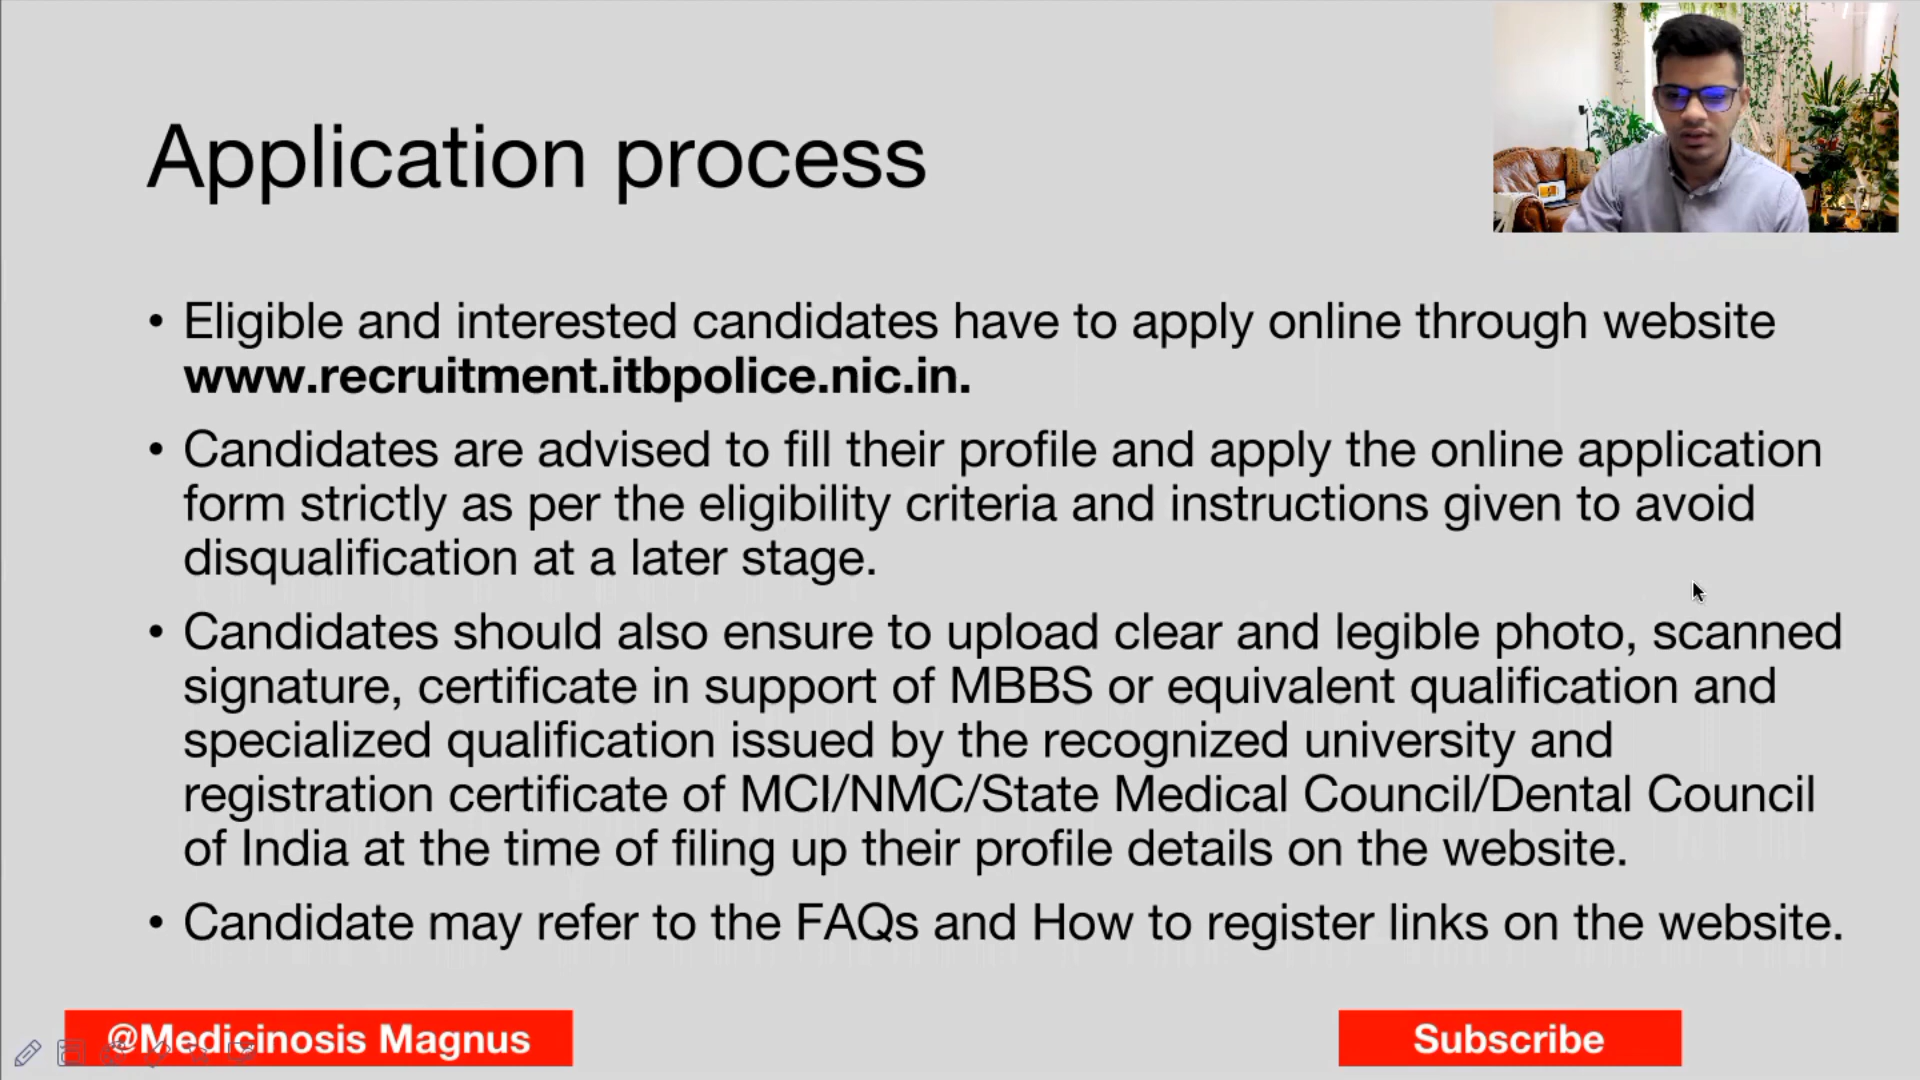 Application process
• Eligible and interested candidates have to apply online through website
www.recruitment.itbpolice.nic.in.
• Candidates are advised to fill their profile and apply the online application
form strictly as per the eligibility criteria and instructions given to avoid
disqualification at a later stage.
• Candidates should also ensure to upload clear and legible photo, scanned
signature, certificate in support of MBBS or equivalent qualification and
specialized qualification issued by the recognized university and
registration certificate of MCI/NMC/State Medical Council/Dental Council
of India at the time of filing up their profile details on the website.
• Candidate may refer to the FAQs and How to register links on the website.
@Medicinosis Magnus
Subscribe